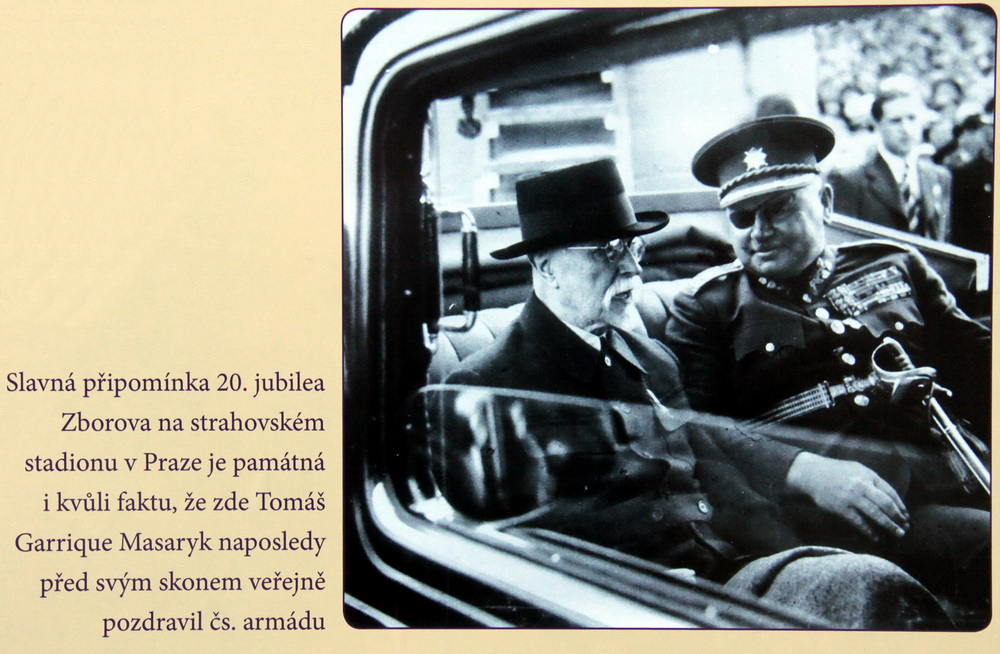 Slavná připomínka 20. jubilea
Zborova na strahovském
stadionu v Praze je památná
i kvůli faktu, že zde Tomáš
Garrique Masaryk naposledy
před svým skonem veřejně
pozdravil čs. armádu